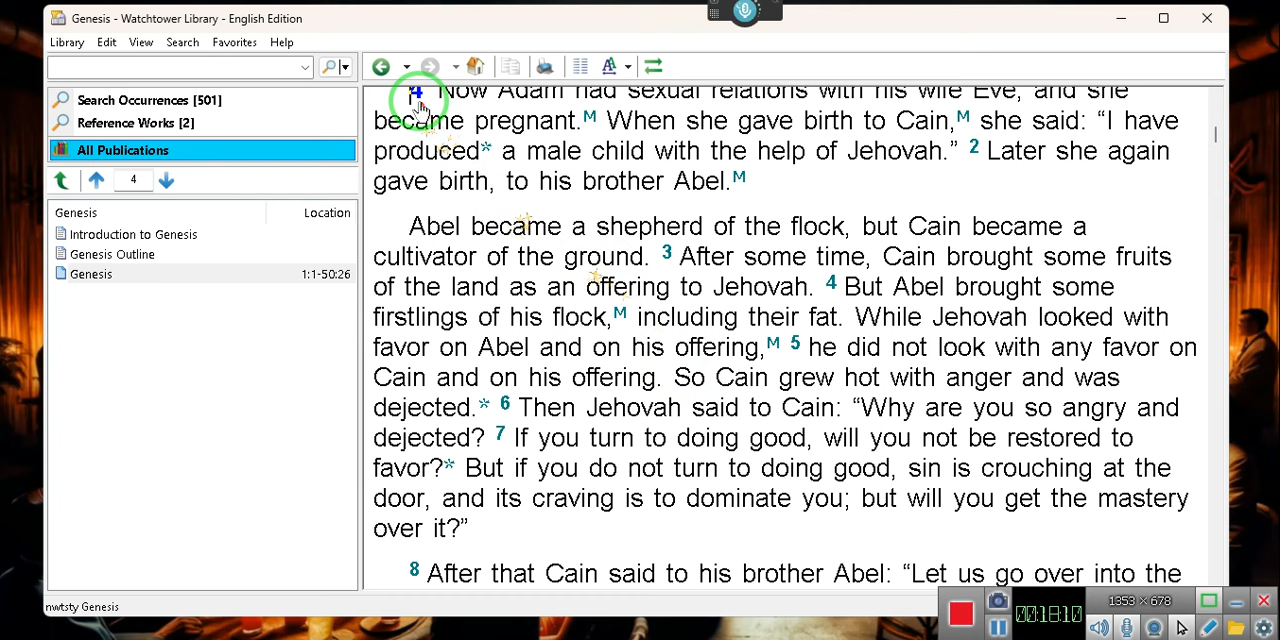 Genesis - Watchtower Library - English Edition
Library Edit View Search Favorites Help
Search Occurrences [501]
Reference Works [2]
All Publications
4
Genesis Location
Introduction to Genesis
Genesis Outline
Genesis 1:1-50:26
4 Now Adam had sexual relations with his wife Eve, and she
became pregnant.M When she gave birth to Cain,M she said: “I have
produced* a male child with the help of Jehovah.” 2 Later she again
gave birth, to his brother Abel.M
Abel became a shepherd of the flock, but Cain became a
cultivator of the ground. 3 After some time, Cain brought some fruits
of the land as an offering to Jehovah. 4 But Abel brought some
firstlings of his flock,M including their fat. While Jehovah looked with
favor on Abel and on his offering,M 5 he did not look with any favor on
Cain and on his offering. So Cain grew hot with anger and was
dejected.* 6 Then Jehovah said to Cain: “Why are you so angry and
dejected? 7 If you turn to doing good, will you not be restored to
favor?* But if you do not turn to doing good, sin is crouching at the
door, and its craving is to dominate you; but will you get the mastery
over it?”
8 After that Cain said to his brother Abel: “Let us go over into the
nwtsty Genesis
00:18:10
1353 × 678